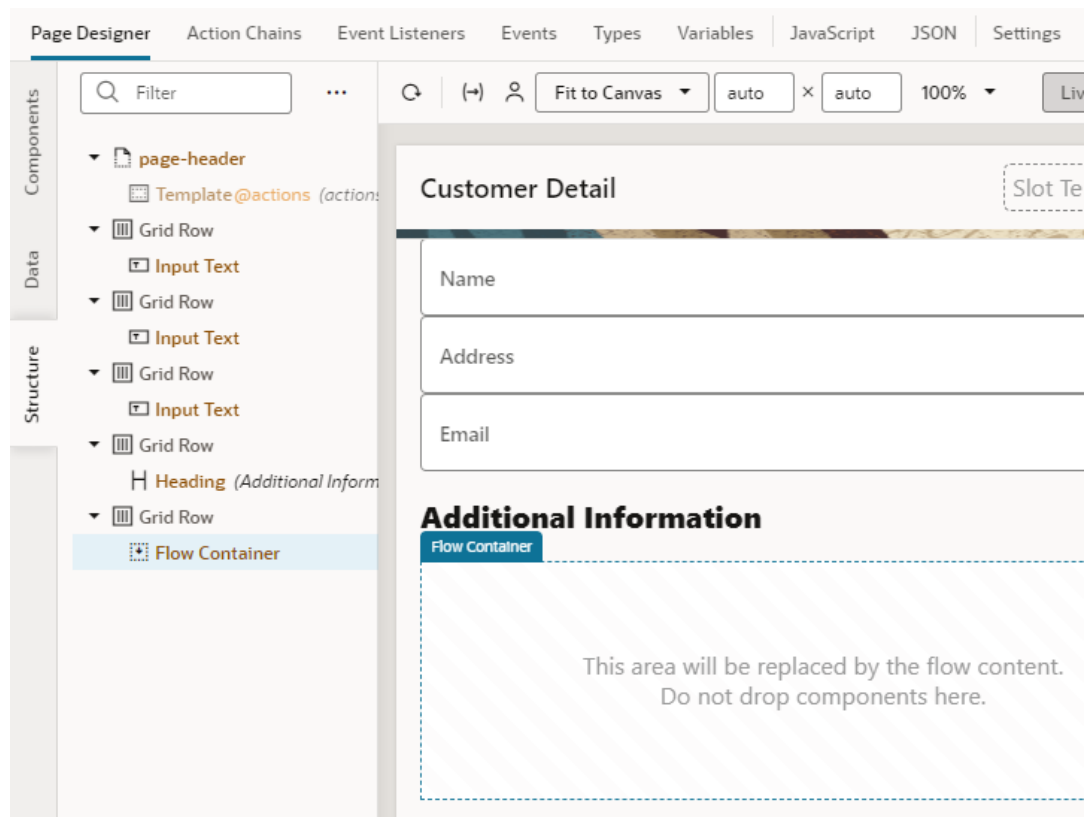 Page Designer Action Chains Event Listeners Events Types Variables JavaScript JSON Settings
Components
Data
Structure
Filter
Fit to Canvas auto × auto 100%
page-header
Template@actions
Grid Row
Input Text
Grid Row
Input Text
Grid Row
Input Text
Grid Row
Heading (Additional Inform
Grid Row
Flow Container
Customer Detail
Slot
Name
Address
Email
Additional Information
Flow Container
This area will be replaced by the flow content.
Do not drop components here.